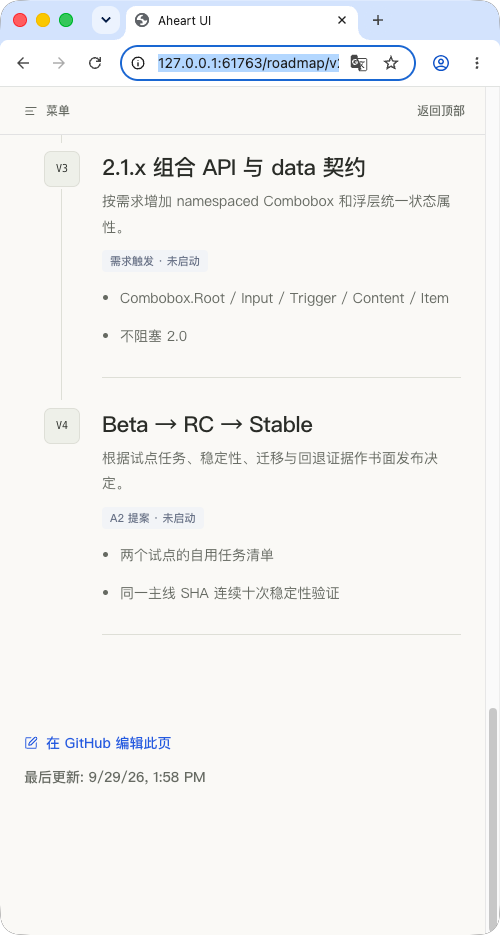 Aheart UI
127.0.0.1:61763/roadmap/v2
菜单
返回顶部
V3
2.1.x 组合 API 与 data 契约
按需求增加 namespaced Combobox 和浮层统一状态属
性。
需求触发 · 未启动
Combobox.Root / Input / Trigger / Content / Item
不阻塞 2.0
V4
Beta → RC → Stable
根据试点任务、稳定性、迁移与回退证据作书面发布决
定。
A2 提案 · 未启动
两个试点的自用任务清单
同一主线 SHA 连续十次稳定性验证
在 GitHub 编辑此页
最后更新: 9/29/26, 1:58 PM